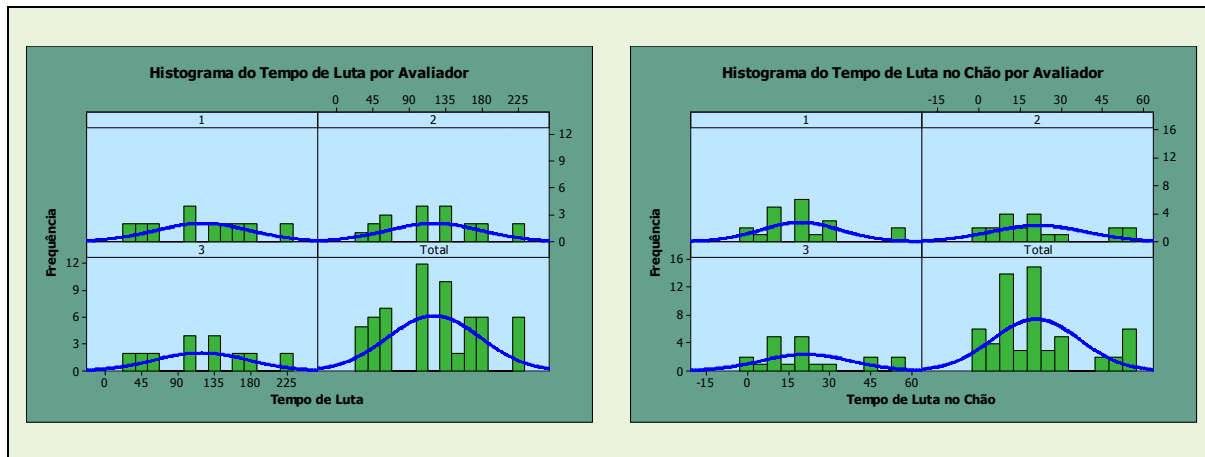 Histograma do Tempo de Luta por Avaliador
0 45 90 135 180 225
1 2
12
9
6
3
0
3 Total
12
9
6
3
0
0 45 90 135 180 225
Frequência
Tempo de Luta
Histograma do Tempo de Luta no Chão por Avaliador
-15 0 15 30 45 60
1 2
16
12
8
4
0
3 Total
16
12
8
4
0
-15 0 15 30 45 60
Frequência
Tempo de Luta no Chão